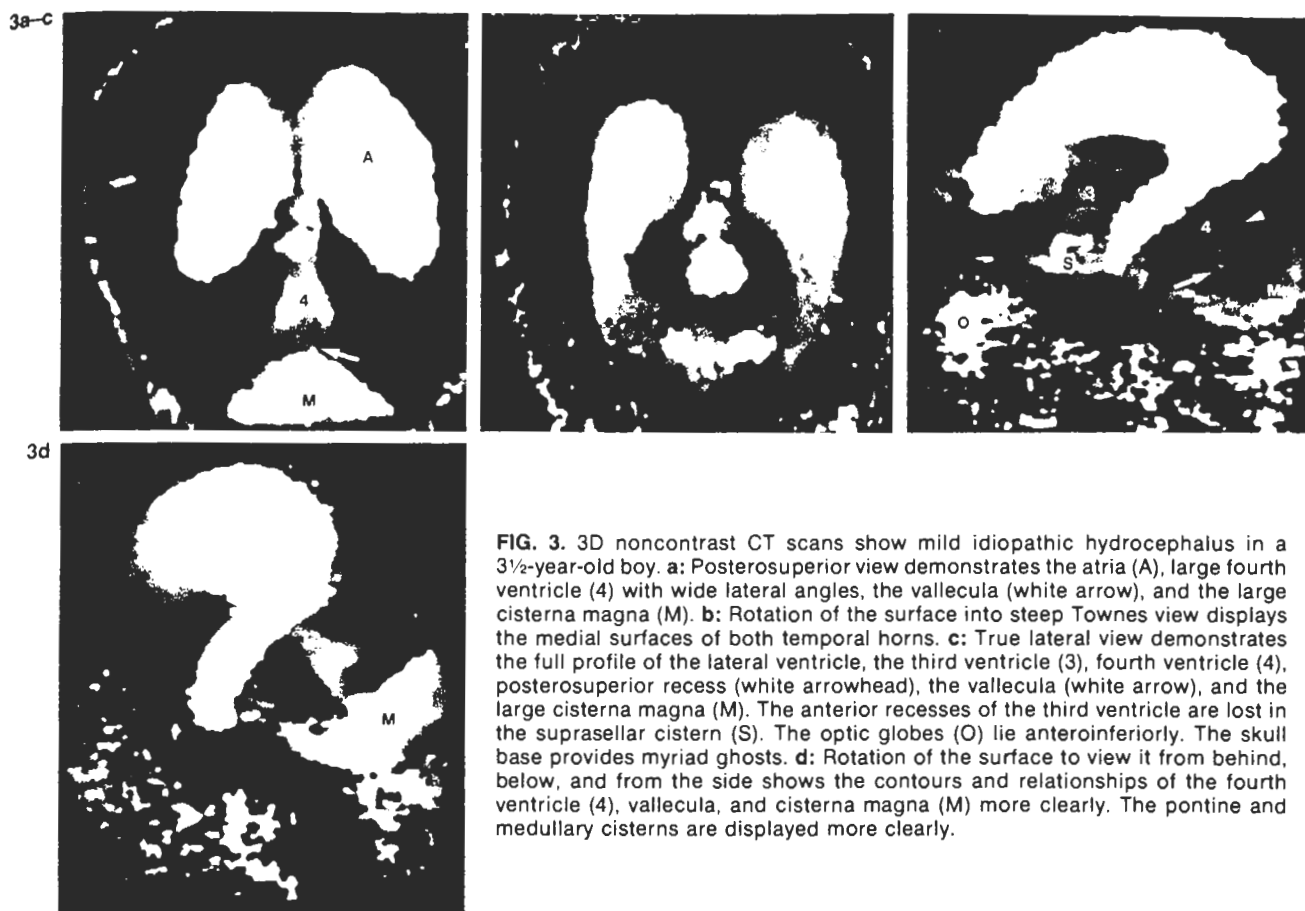 3a–c
A
4
M
3
4
S
M
O
3d
M
FIG. 3. 3D noncontrast CT scans show mild idiopathic hydrocephalus in a
3½-year-old boy. a: Posterosuperior view demonstrates the atria (A), large fourth
ventricle (4) with wide lateral angles, the vallecula (white arrow), and the large
cisterna magna (M). b: Rotation of the surface into steep Townes view displays
the medial surfaces of both temporal horns. c: True lateral view demonstrates
the full profile of the lateral ventricle, the third ventricle (3), fourth ventricle (4),
posterosuperior recess (white arrowhead), the vallecula (white arrow), and the
large cisterna magna (M). The anterior recesses of the third ventricle are lost in
the suprasellar cistern (S). The optic globes (O) lie anteroinferiorly. The skull
base provides myriad ghosts. d: Rotation of the surface to view it from behind,
below, and from the side shows the contours and relationships of the fourth
ventricle (4), vallecula, and cisterna magna (M) more clearly. The pontine and
medullary cisterns are displayed more clearly.